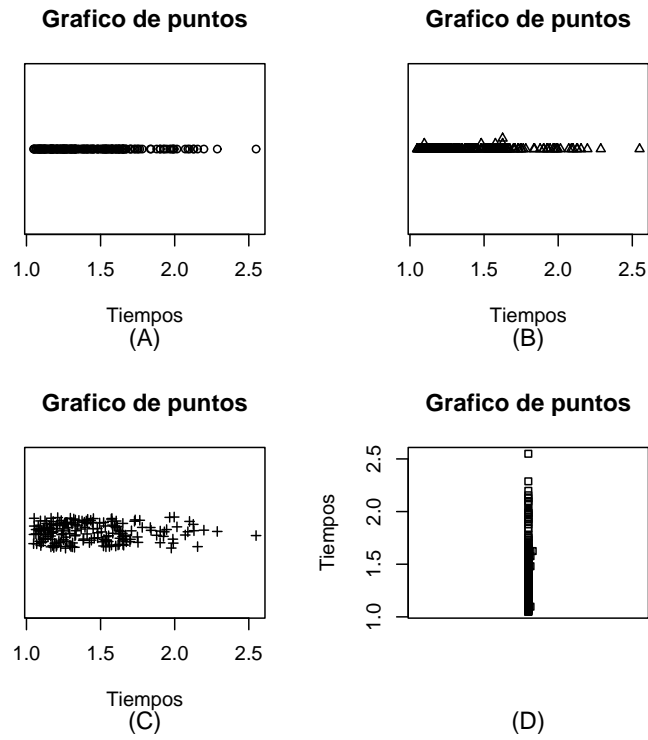 Grafico de puntos
1.0 1.5 2.0 2.5
Tiempos
(A)
Grafico de puntos
1.0 1.5 2.0 2.5
Tiempos
(B)
Grafico de puntos
1.0 1.5 2.0 2.5
Tiempos
(C)
Grafico de puntos
1.0 1.5 2.0 2.5
Tiempos
(D)